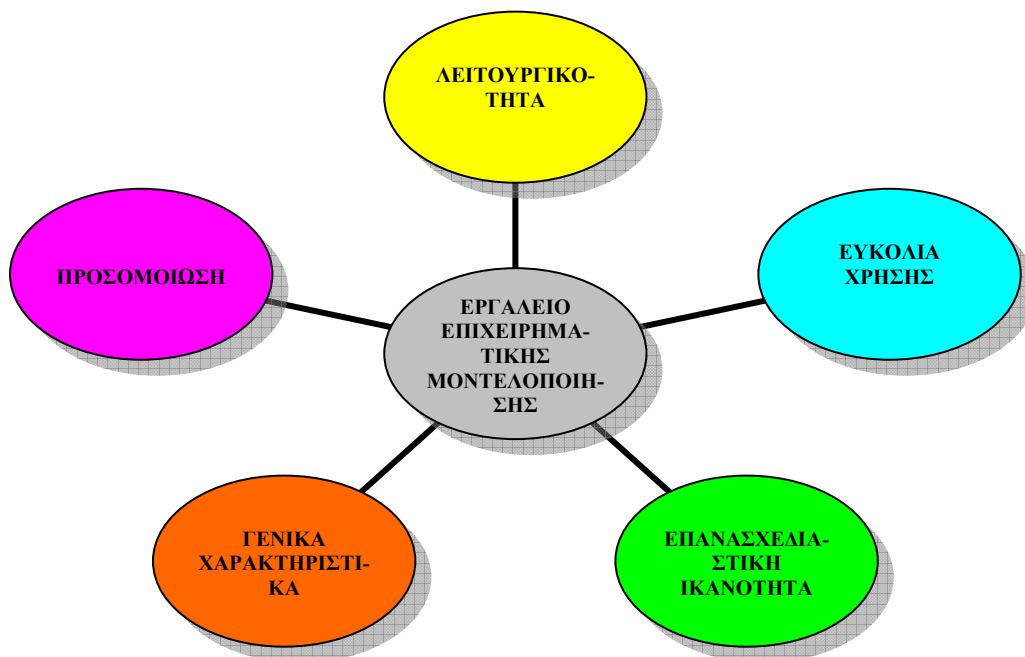 ΛΕΙΤΟΥΡΓΙΚΟ-
ΤΗΤΑ
ΠΡΟΣΟΜΟΙΩΣΗ
ΕΥΚΟΛΙΑ
ΧΡΗΣΗΣ
ΕΡΓΑΛΕΙΟ
ΕΠΙΧΕΙΡΗΜΑ-
ΤΙΚΗΣ
ΜΟΝΤΕΛΟΠΟΙΗ-
ΣΗΣ
ΓΕΝΙΚΑ
ΧΑΡΑΚΤΗΡΙΣΤΙ-
ΚΑ
ΕΠΑΝΑΣΧΕΔΙΑ-
ΣΤΙΚΗ
ΙΚΑΝΟΤΗΤΑ